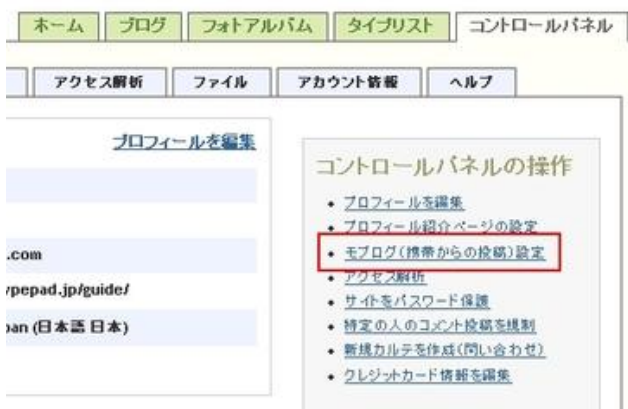 ホーム ブログ フォトアルバム タイプリスト コントロールパネル
アクセス解析 ファイル アカウント情報 ヘルプ
プロフィールを編集
コントロールパネルの操作
・プロフィールを編集
・プロフィール紹介ページの設定
・モブログ(携帯からの投稿)設定
・アクセス解析
・サイトをパスワード保護
・特定の人のコメント投稿を規制
・新規カルテを作成(問い合わせ)
・クレジットカード情報を編集
.com
ypepad.jp/guide/
pan (日本語 日本)